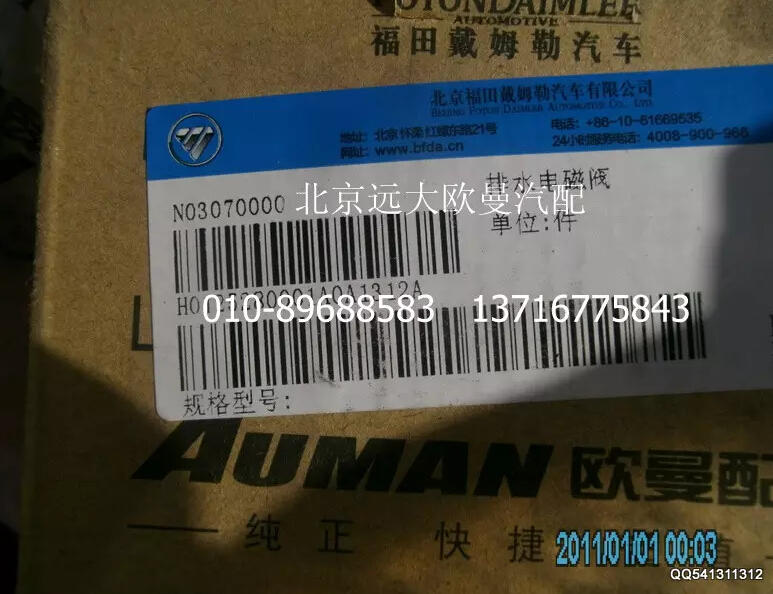 FOTONDAIMLER
AUTOMOTIVE
福田戴姆勒汽车
北京福田戴姆勒汽车有限公司
BEIJING FOTON DAIMLER AUTOMOTIVE CO., LTD.
地址: 北京 怀柔 红螺东路21号
电话: +86-10-61669535
网址: www.bfda.cn
24小时服务电话: 4008-900-966
N03070000
北京远大欧曼汽配
排水电磁阀
单位:件
010-89688583 13716775843
规格型号:
AUMAN 欧曼配
纯正 快捷
2011/01/01 00:03
QQ541311312